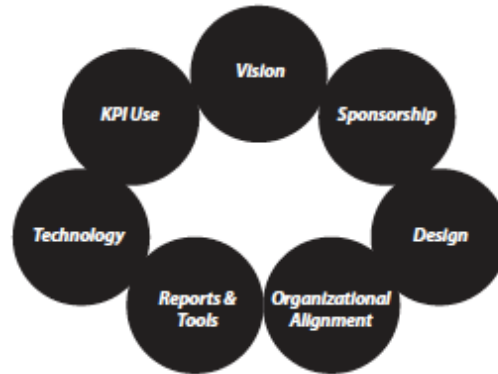 Vision
KPI Use
Sponsorship
Technology
Design
Reports &
Tools
Organizational
Alignment